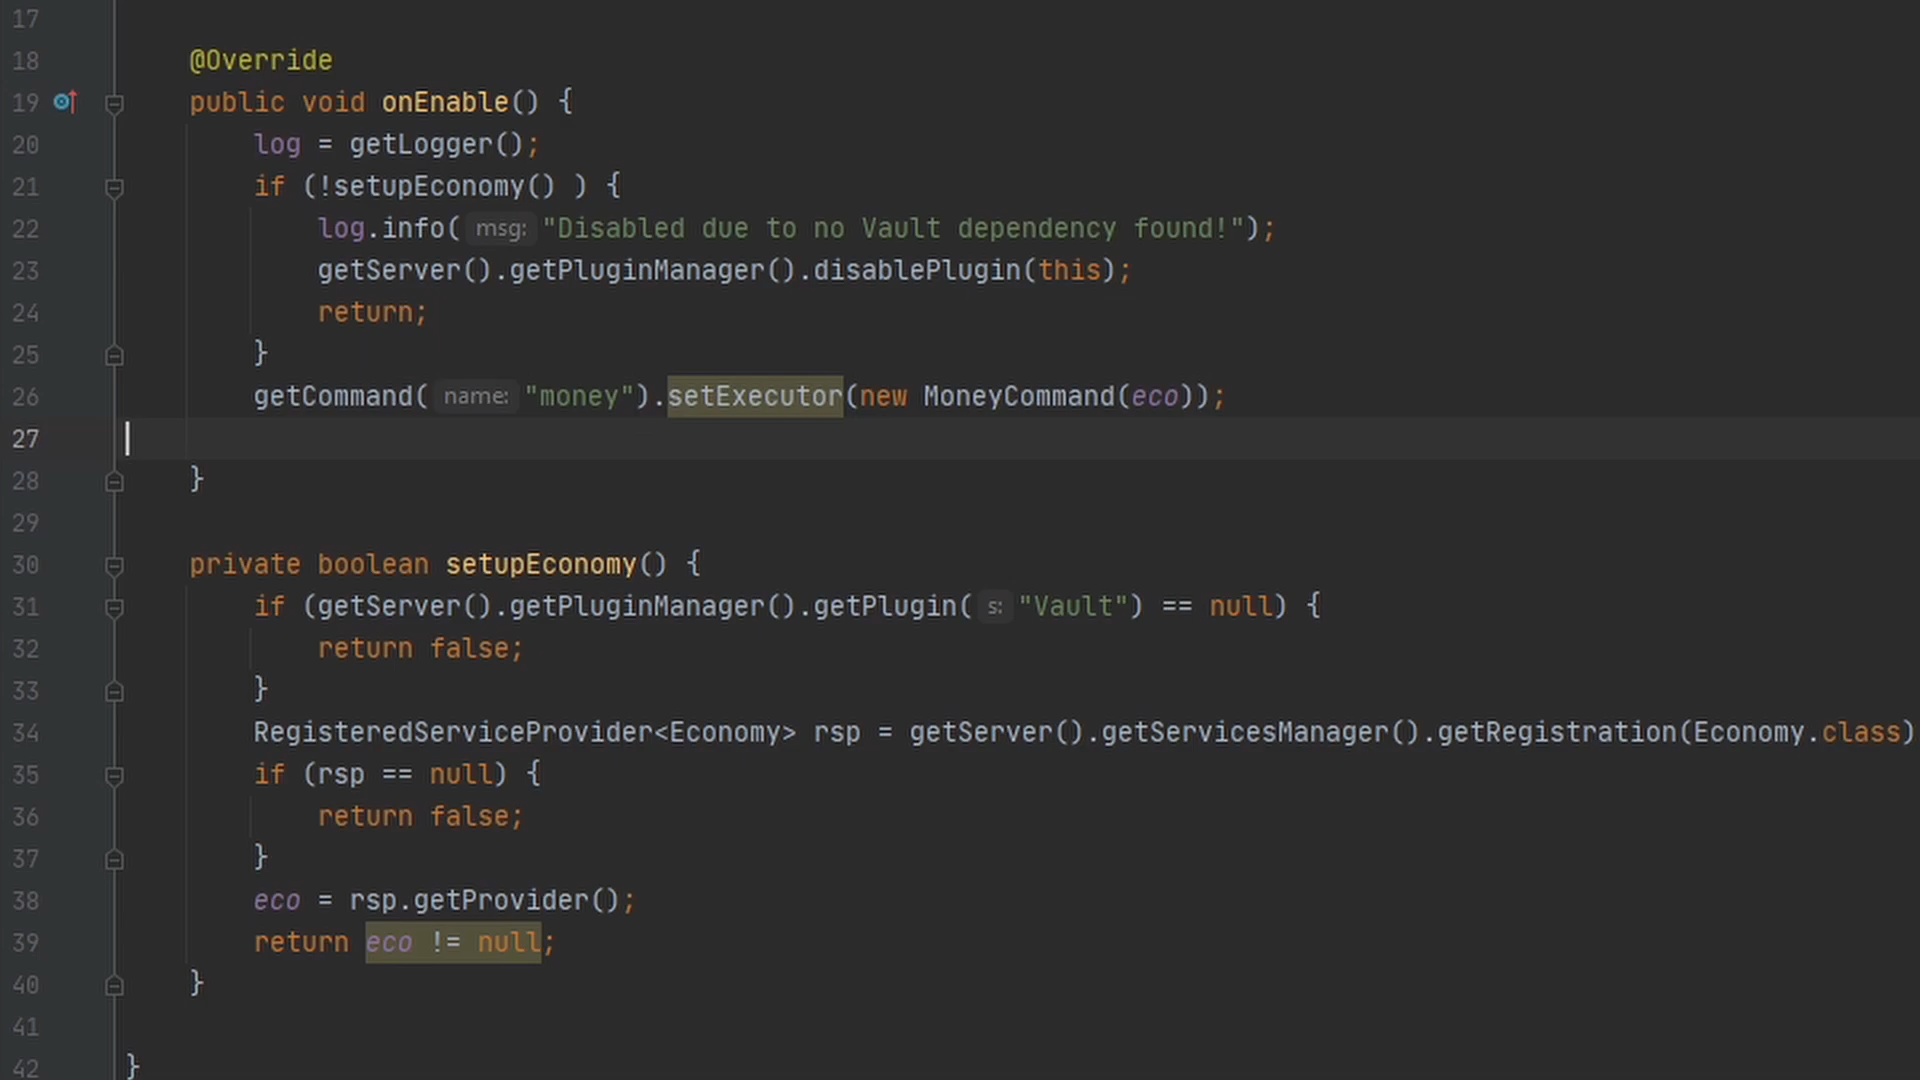 17
18 @Override
19 public void onEnable() {
20 log = getLogger();
21 if (!setupEconomy() ) {
22 log.info( msg: "Disabled due to no Vault dependency found!");
23 getServer().getPluginManager().disablePlugin(this);
24 return;
25 }
26 getCommand( name: "money").setExecutor(new MoneyCommand(eco));
27
28 }
29
30 private boolean setupEconomy() {
31 if (getServer().getPluginManager().getPlugin( s: "Vault") == null) {
32 return false;
33 }
34 RegisteredServiceProvider<Economy> rsp = getServer().getServicesManager().getRegistration(Economy.class)
35 if (rsp == null) {
36 return false;
37 }
38 eco = rsp.getProvider();
39 return eco != null;
40 }
41
42 }